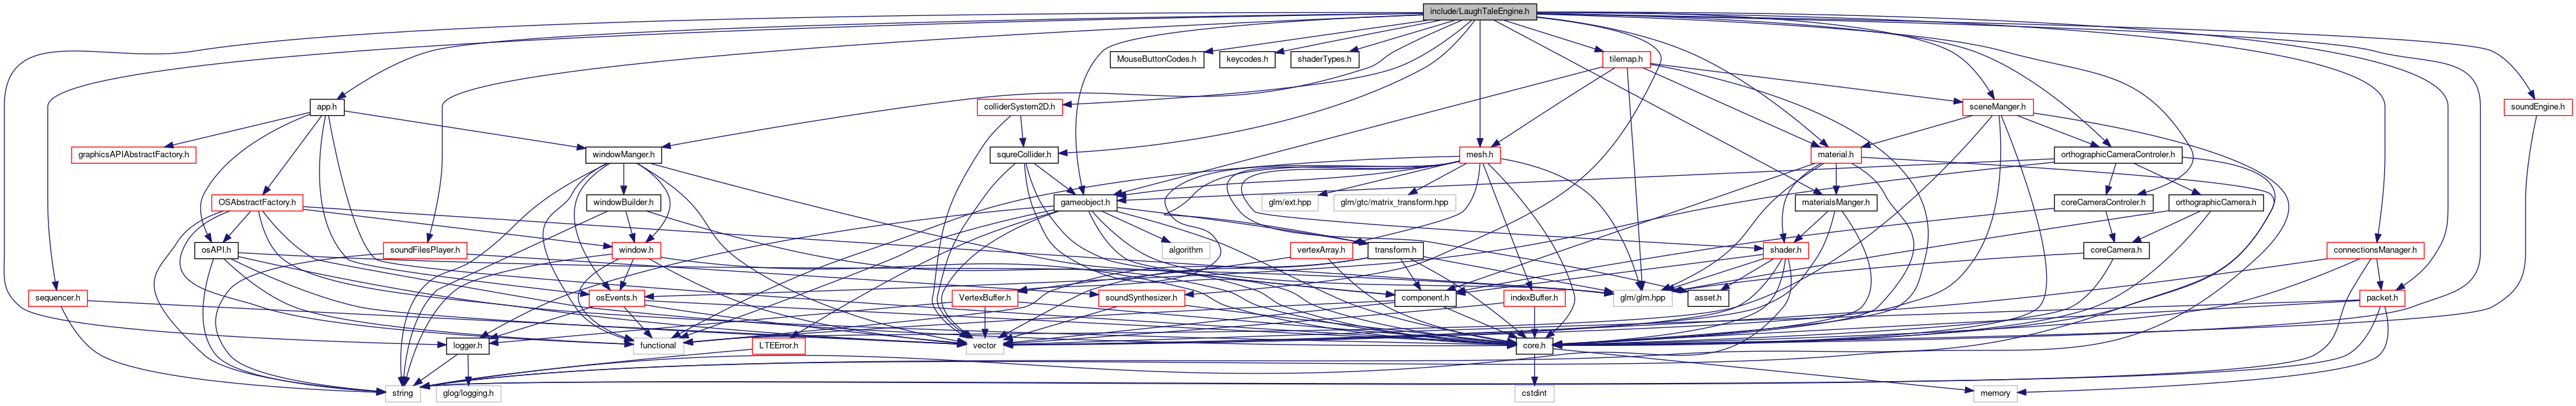 include/LaughTaleEngine.h
MouseButtonCodes.h
keycodes.h
shaderTypes.h
tilemap.h
app.h
colliderSystem2D.h
sceneManger.h
soundEngine.h
graphicsAPIAbstractFactory.h
windowManger.h
squreCollider.h
mesh.h
material.h
orthographicCameraControler.h
OSAbstractFactory.h
windowBuilder.h
gameobject.h
glm/ext.hpp
glm/gtc/matrix_transform.hpp
materialsManger.h
coreCameraControler.h
orthographicCamera.h
osAPI.h
soundFilesPlayer.h
window.h
algorithm
vertexArray.h
transform.h
shader.h
coreCamera.h
connectionsManager.h
sequencer.h
osEvents.h
VertexBuffer.h
soundSynthesizer.h
component.h
indexBuffer.h
glm/glm.hpp
asset.h
packet.h
logger.h
functional
LTEError.h
vector
core.h
string
glog/logging.h
cstdint
memory